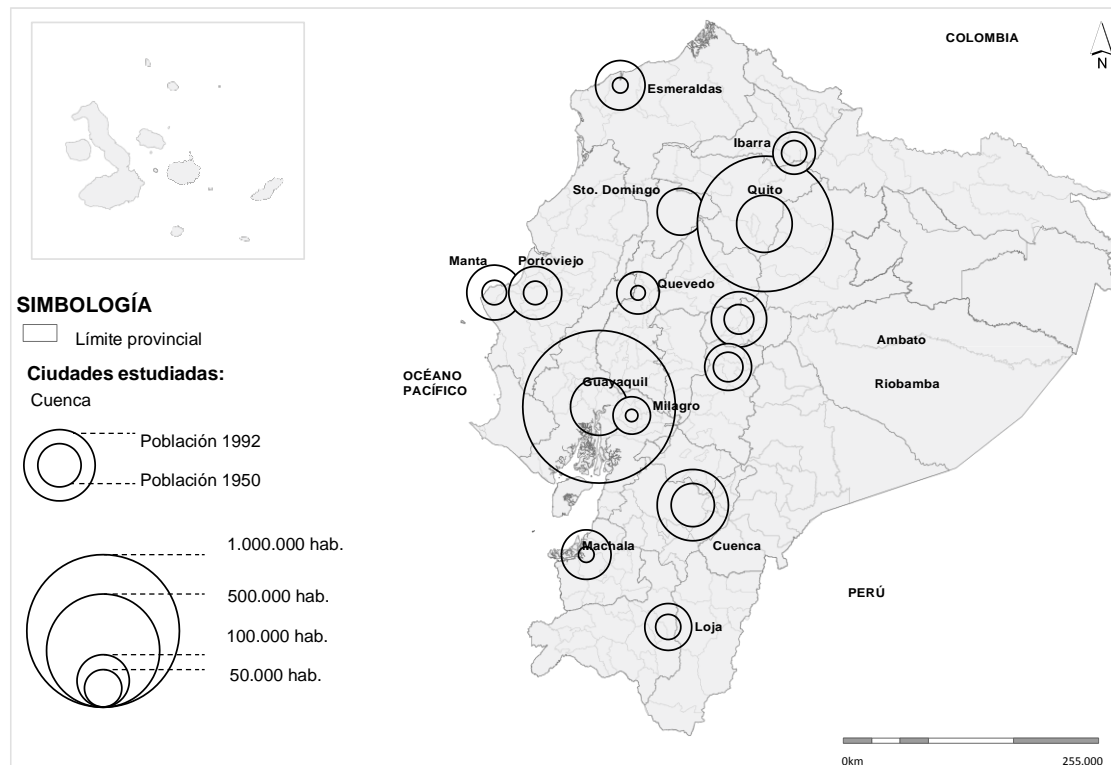 COLOMBIA
N
Esmeraldas
Ibarra
Sto. Domingo
Quito
Manta
Portoviejo
Quevedo
SIMBOLOGÍA
Límite provincial
Ciudades estudiadas:
Cuenca
Población 1992
Población 1950
1.000.000 hab.
500.000 hab.
100.000 hab.
50.000 hab.
OCÉANO
PACÍFICO
Ambato
Riobamba
Guayaquil
Milagro
Machala
Cuenca
Loja
PERÚ
0km
255.000